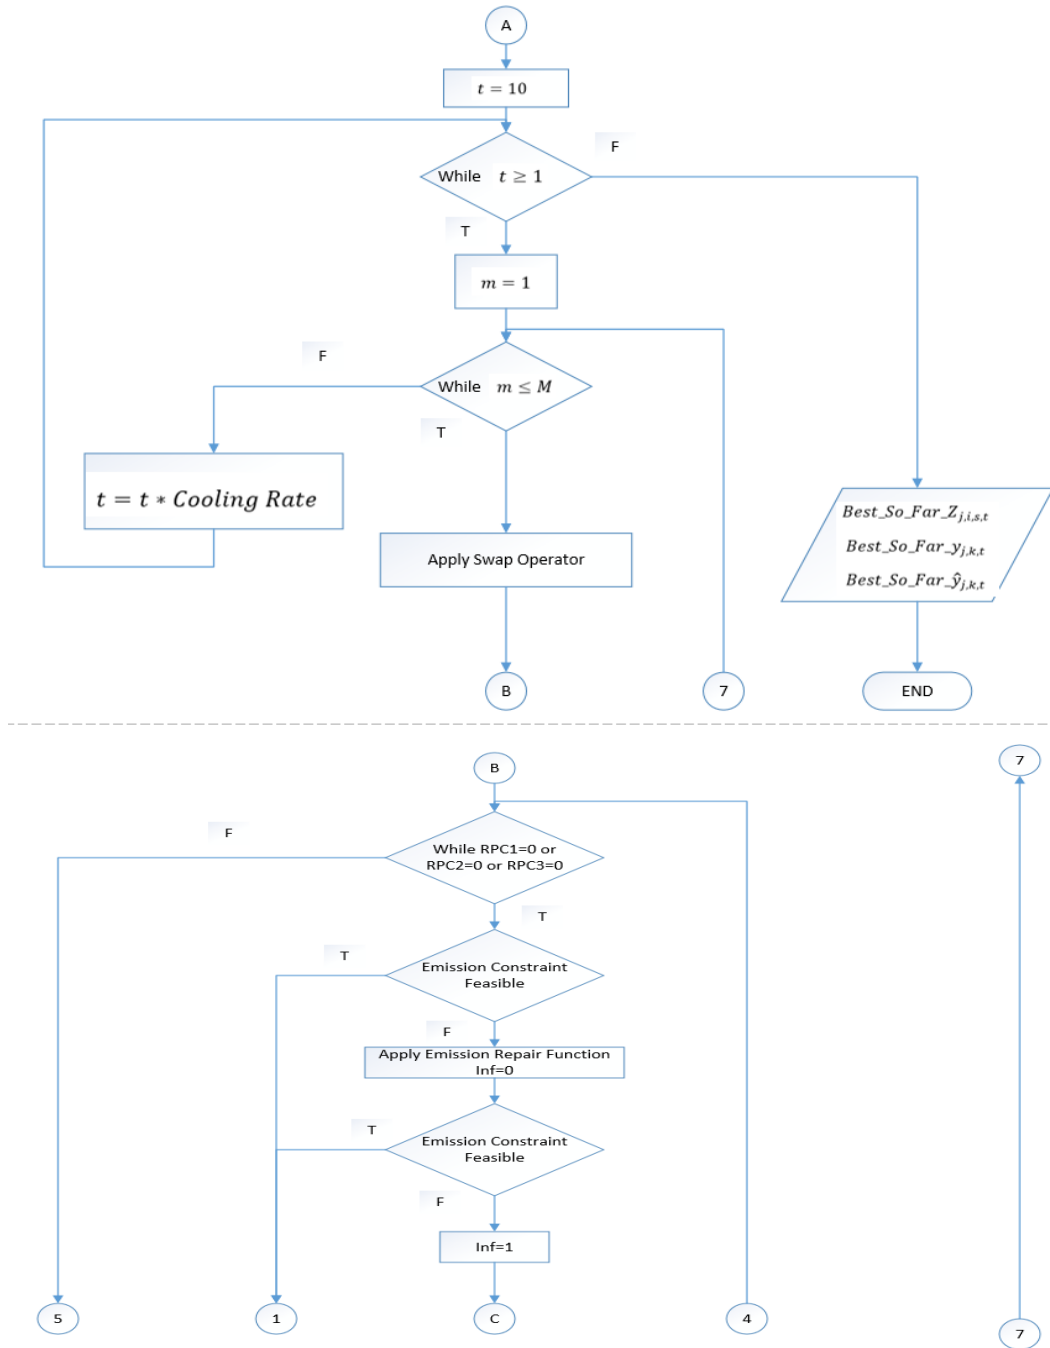 A
t = 10
F
While t ≥ 1
T
m = 1
F
While m ≤ M
T
t = t * Cooling Rate
Best_So_Far_Z_{j,i,s,t}
Best_So_Far_y_{j,k,t}
Best_So_Far_ŷ_{j,k,t}
Apply Swap Operator
B
7
END
B
7
F
While RPC1=0 or
RPC2=0 or RPC3=0
T
T
Emission Constraint
Feasible
F
Apply Emission Repair Function
Inf=0
T
Emission Constraint
Feasible
F
Inf=1
5
1
C
4
7